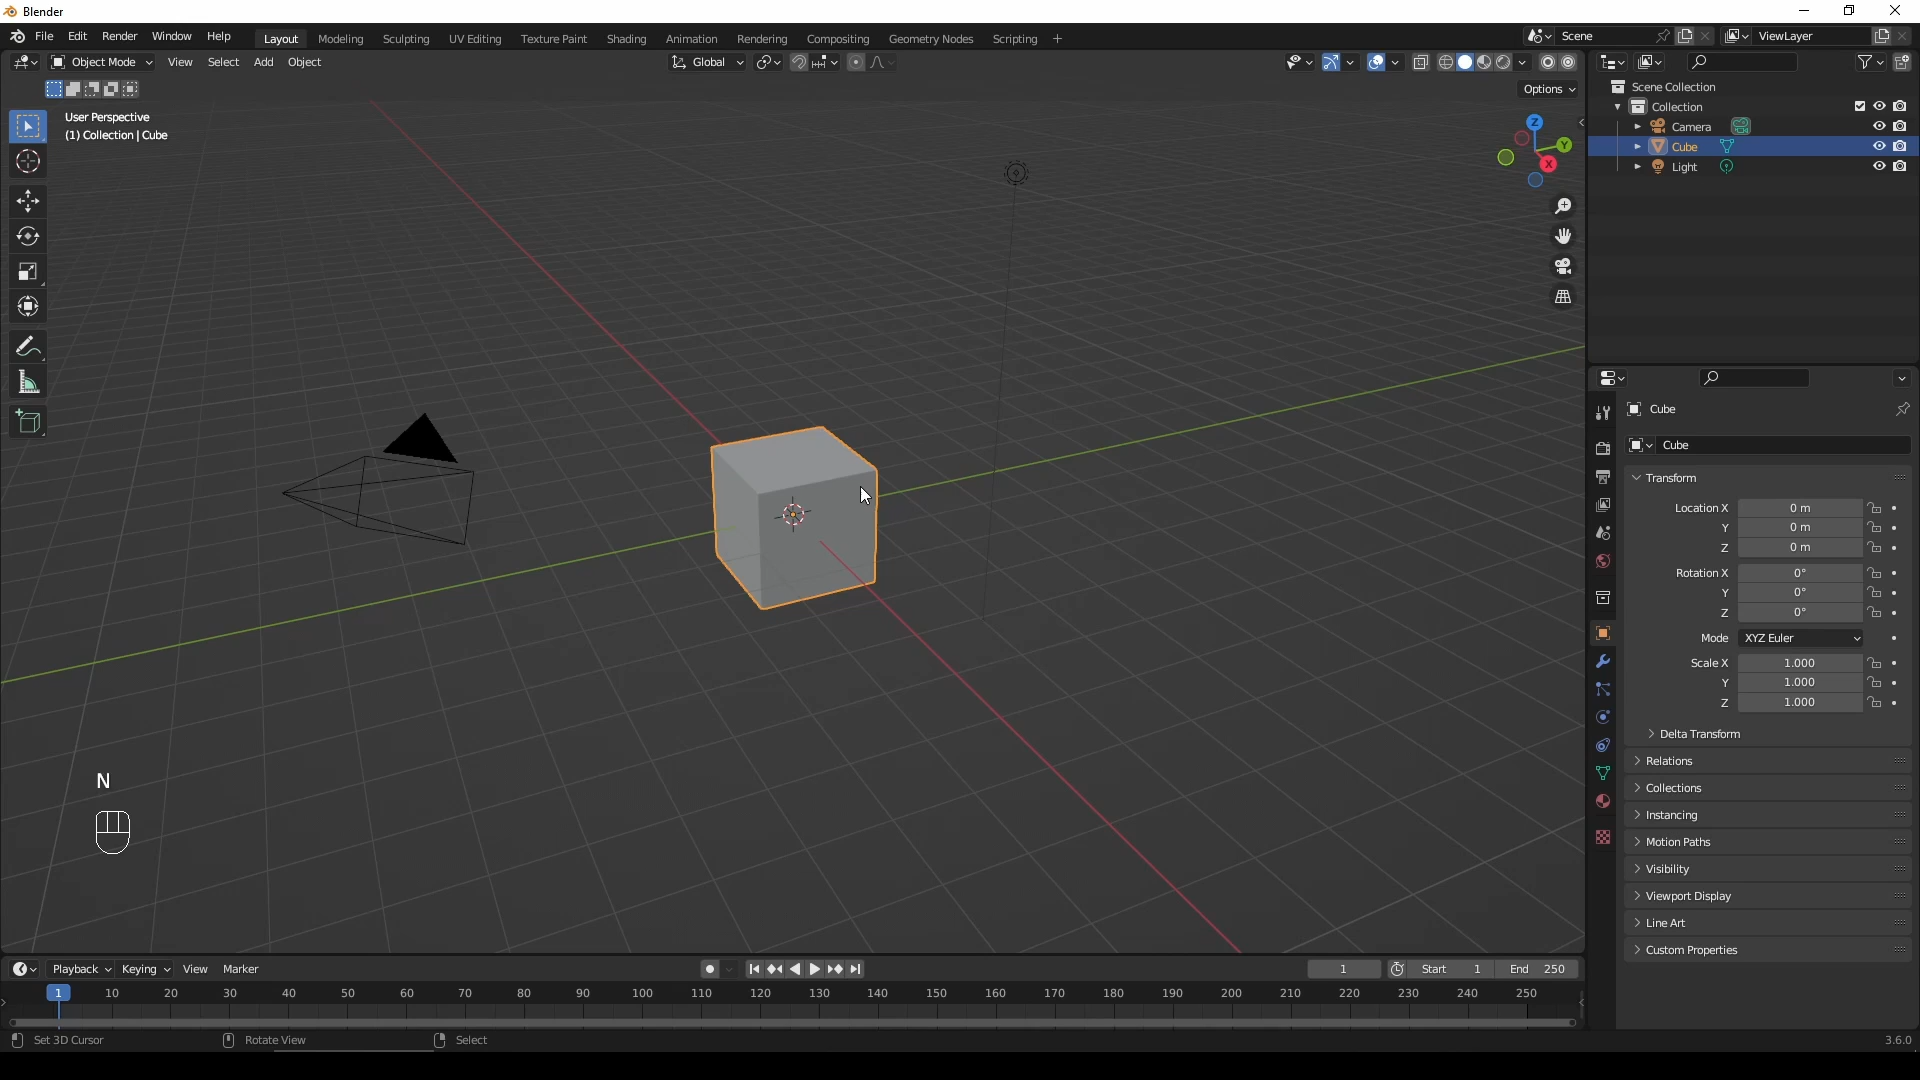 Blender
File Edit Render Window Help Layout Modeling Sculpting UV Editing Texture Paint Shading Animation Rendering Compositing Geometry Nodes Scripting Scene ViewLayer
Object Mode View Select Add Object Global
Options
User Perspective
(1) Collection | Cube
Z
Y
X
N
Scene Collection
Collection
Camera
Cube
Light
Cube
Cube
Transform
Location X 0 m
Y 0 m
Z 0 m
Rotation X 0°
Y 0°
Z 0°
Mode XYZ Euler
Scale X 1.000
Y 1.000
Z 1.000
Delta Transform
Relations
Collections
Instancing
Motion Paths
Visibility
Viewport Display
Line Art
Custom Properties
Playback Keying View Marker 1 Start 1 End 250
1 10 20 30 40 50 60 70 80 90 100 110 120 130 140 150 160 170 180 190 200 210 220 230 240 250
Set 3D Cursor Rotate View Select 3.6.0